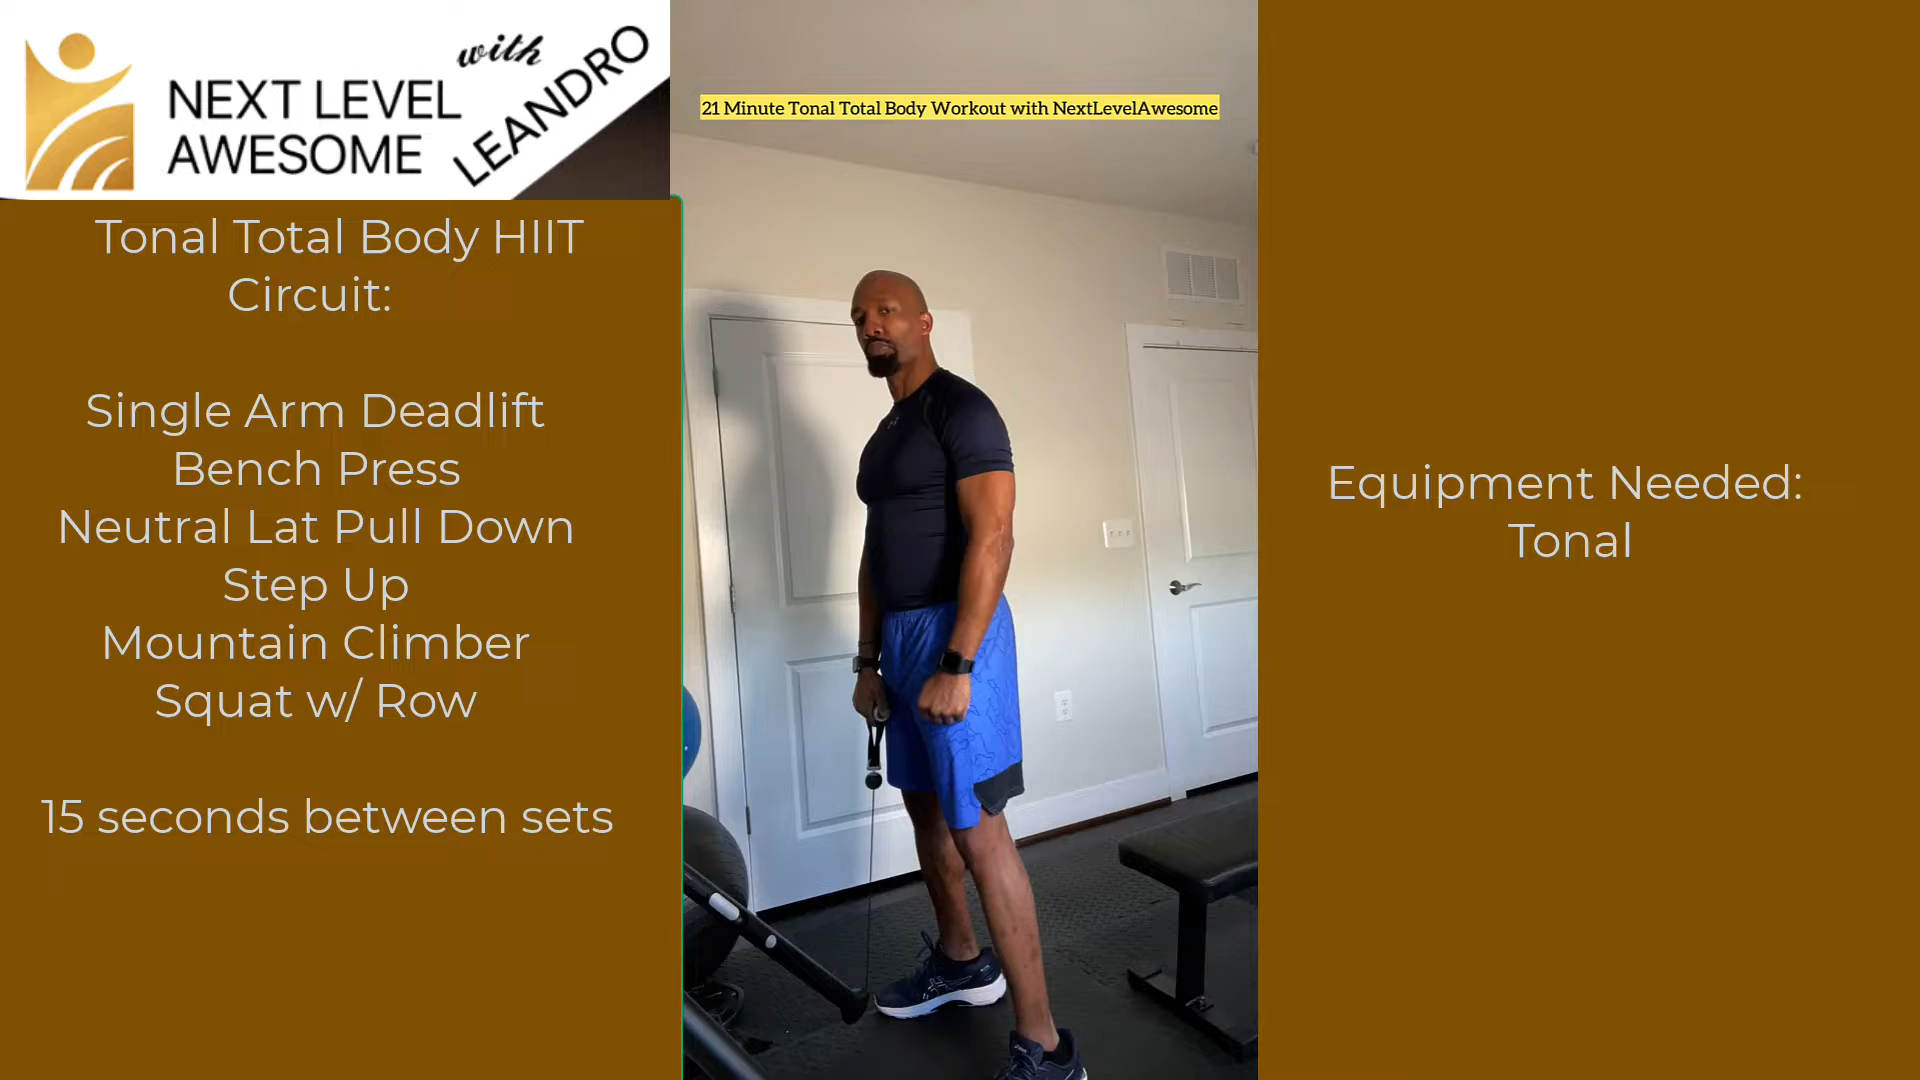 with
LEANDRO
NEXT LEVEL
AWESOME
21 Minute Tonal Total Body Workout with NextLevelAwesome
Tonal Total Body HIIT
Circuit:
Single Arm Deadlift
Bench Press
Neutral Lat Pull Down
Step Up
Mountain Climber
Squat w/ Row
15 seconds between sets
Equipment Needed:
Tonal